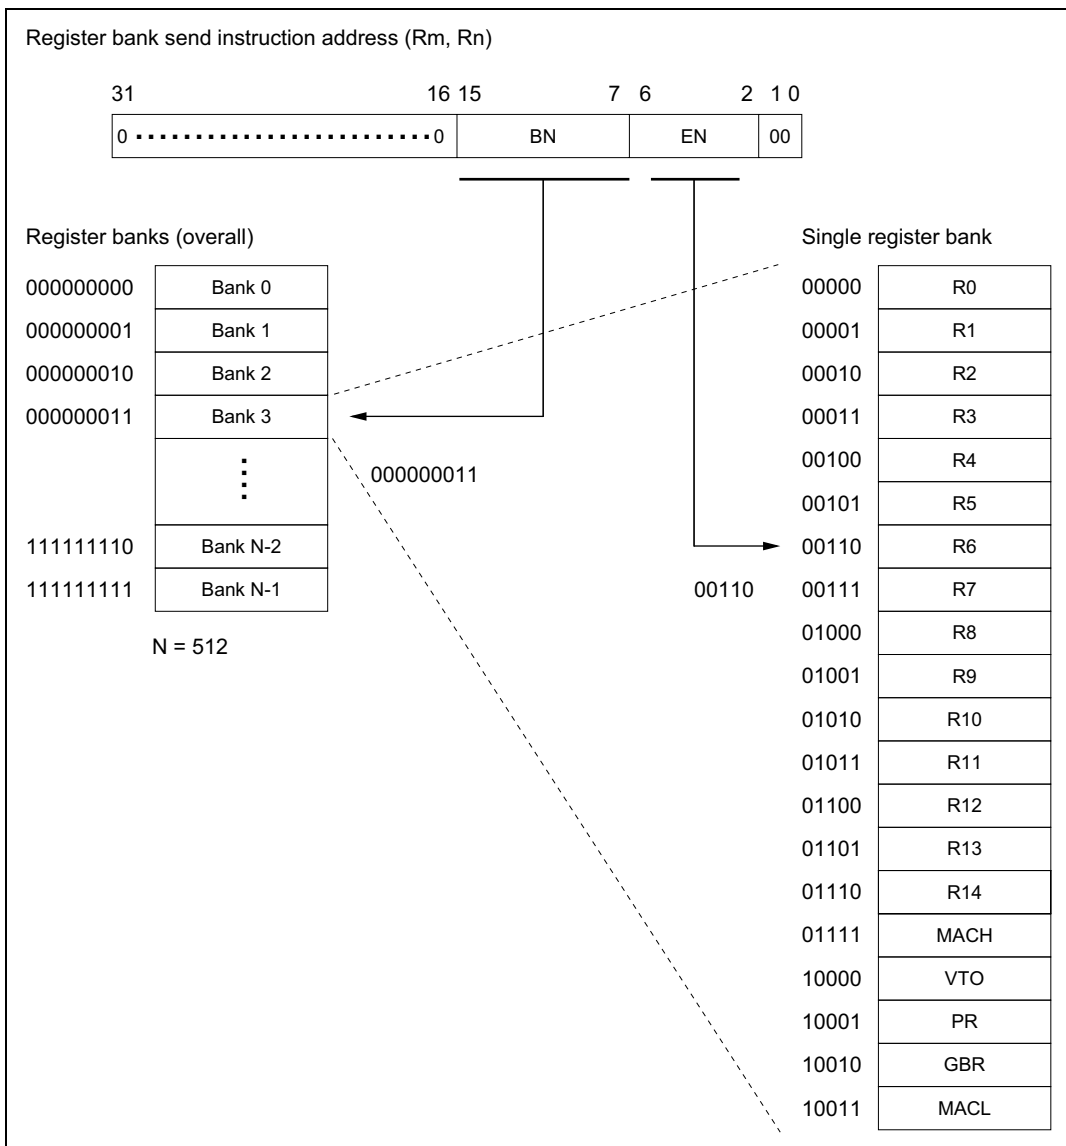 Register bank send instruction address (Rm, Rn)
31 16 15 7 6 2 1 0
0 ........................ 0 BN EN 00
Register banks (overall) Single register bank
000000000 Bank 0 00000 R0
000000001 Bank 1 00001 R1
000000010 Bank 2 00010 R2
000000011 Bank 3 00011 R3
000000011 00100 R4
00101 R5
111111110 Bank N-2 00110 R6
111111111 Bank N-1 00110 00111 R7
N = 512 01000 R8
01001 R9
01010 R10
01011 R11
01100 R12
01101 R13
01110 R14
01111 MACH
10000 VTO
10001 PR
10010 GBR
10011 MACL